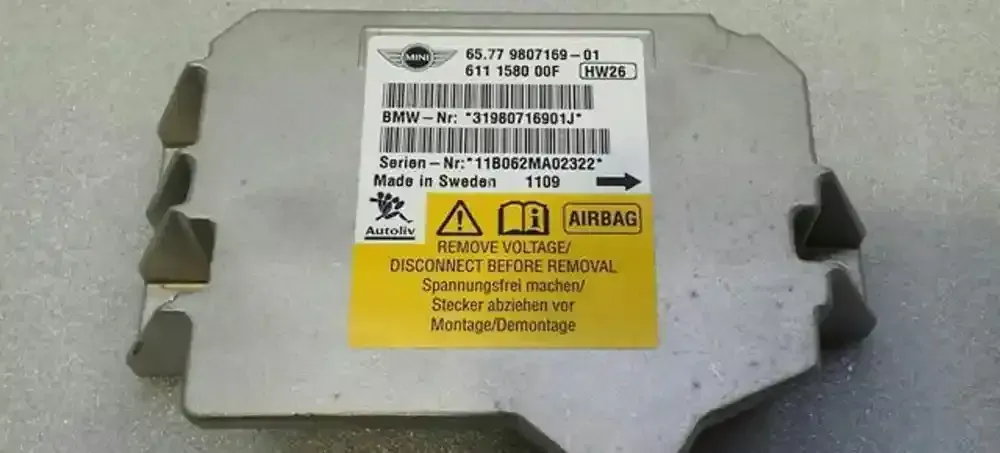 MINI
65.77 9807169-01
611 1580 00F HW26
BMW-Nr: *31980716901J*
Serien-Nr:*11B062MA02322*
Made in Sweden 1109
Autoliv
AIRBAG
REMOVE VOLTAGE/
DISCONNECT BEFORE REMOVAL
Spannungsfrei machen/
Stecker abziehen vor
Montage/Demontage